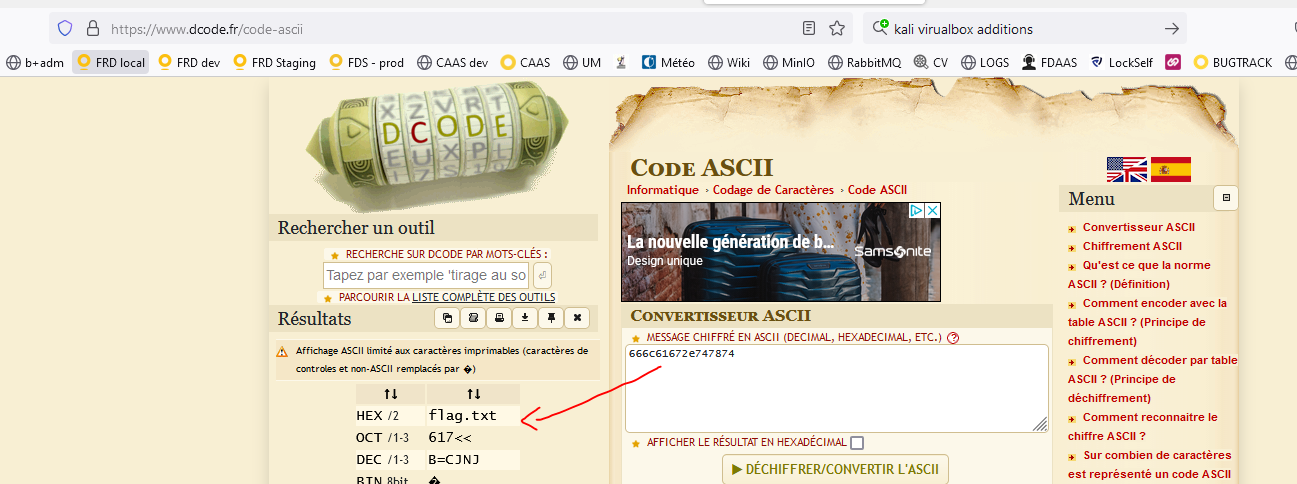 https://www.dcode.fr/code-ascii
kali virualbox additions
b+adm FRD local FRD dev FRD Staging FDS - prod CAAS dev CAAS UM Météo Wiki MinIO RabbitMQ CV LOGS FDAAS LockSelf BUGTRACK
DCODE
Rechercher un outil
RECHERCHE SUR DCODE PAR MOTS-CLÉS :
Tapez par exemple 'tirage au so
PARCOURIR LA LISTE COMPLÈTE DES OUTILS
Résultats
Affichage ASCII limité aux caractères imprimables (caractères de
controles et non-ASCII remplacés par �)
↑↓ ↑↓
HEX /2 flag.txt
OCT /1-3 617<<
DEC /1-3 B=CJNJ
BIN 8bit �
Code ASCII
Informatique › Codage de Caractères › Code ASCII
La nouvelle génération de b...
Design unique
Samsonite
Convertisseur ASCII
MESSAGE CHIFFRÉ EN ASCII (DECIMAL, HEXADECIMAL, ETC.) ?
666c61672e747874
AFFICHER LE RÉSULTAT EN HEXADÉCIMAL
▶ DÉCHIFFRER/CONVERTIR L'ASCII
Menu
Convertisseur ASCII
Chiffrement ASCII
Qu'est ce que la norme
ASCII ? (Définition)
Comment encoder avec la
table ASCII ? (Principe de
chiffrement)
Comment décoder par table
ASCII ? (Principe de
déchiffrement)
Comment reconnaitre le
chiffre ASCII ?
Sur combien de caractères
est représenté un code ASCII